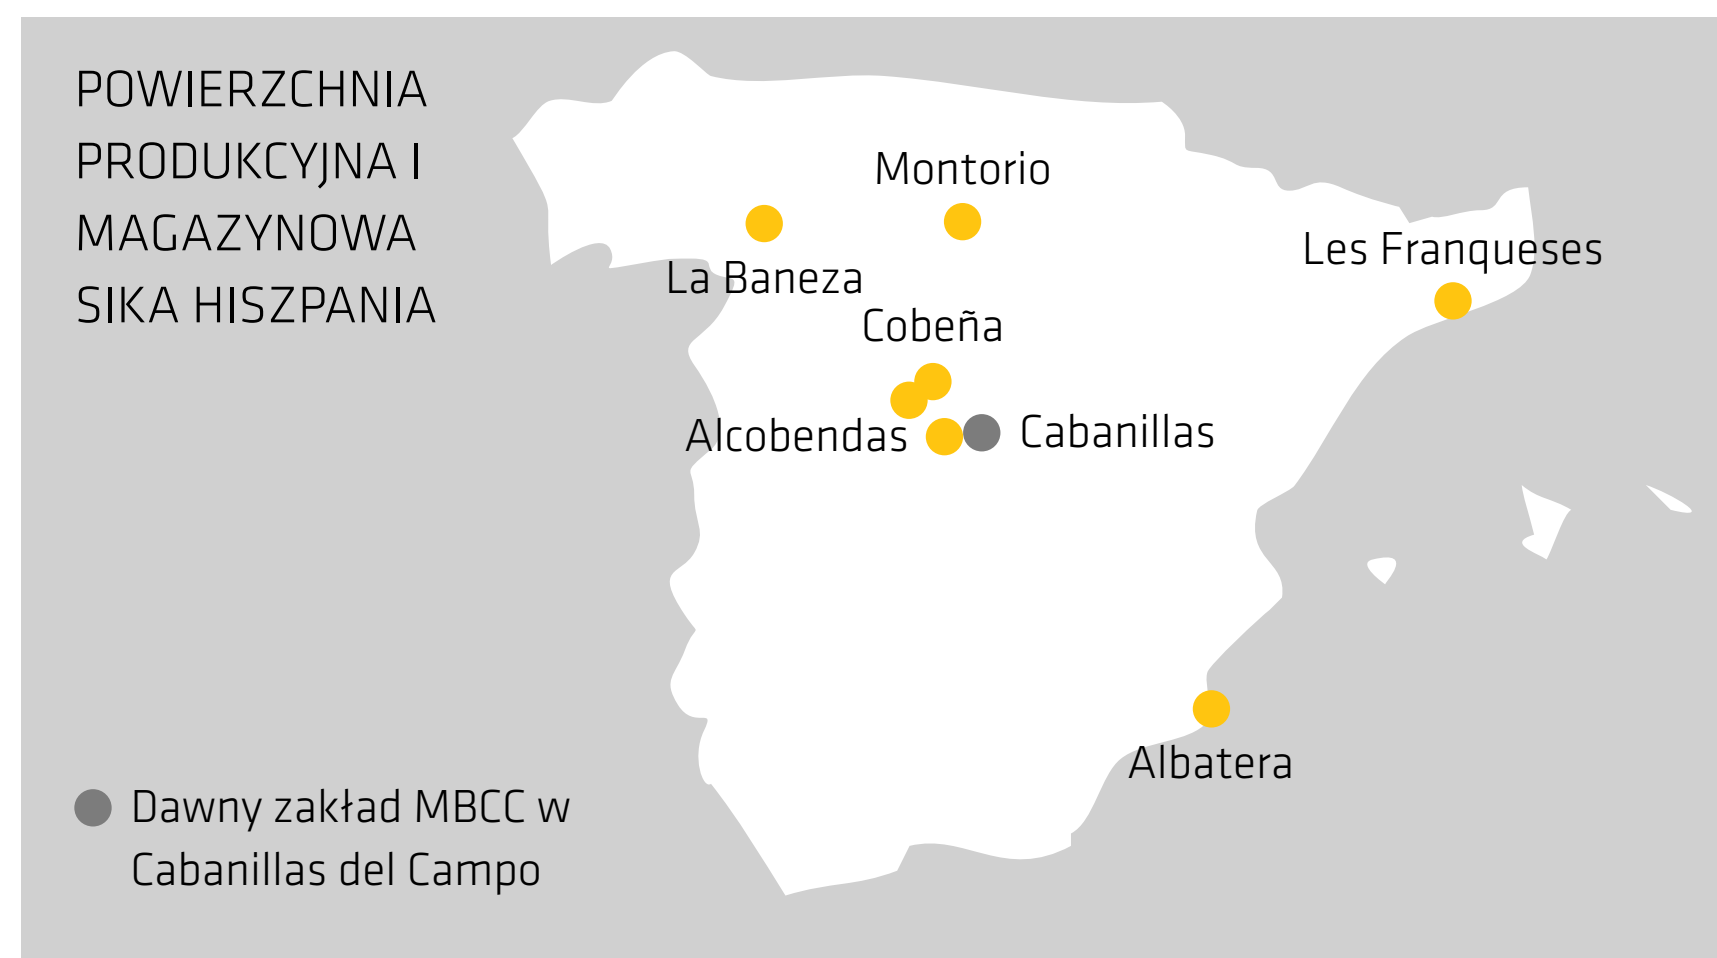 POWIERZCHNIA
PRODUKCYJNA I
MAGAZYNOWA
SIKA HISZPANIA
Montorio
Les Franqueses
La Baneza
Cobeña
Alcobendas
Cabanillas
Albatera
Dawny zakład MBCC w
Cabanillas del Campo